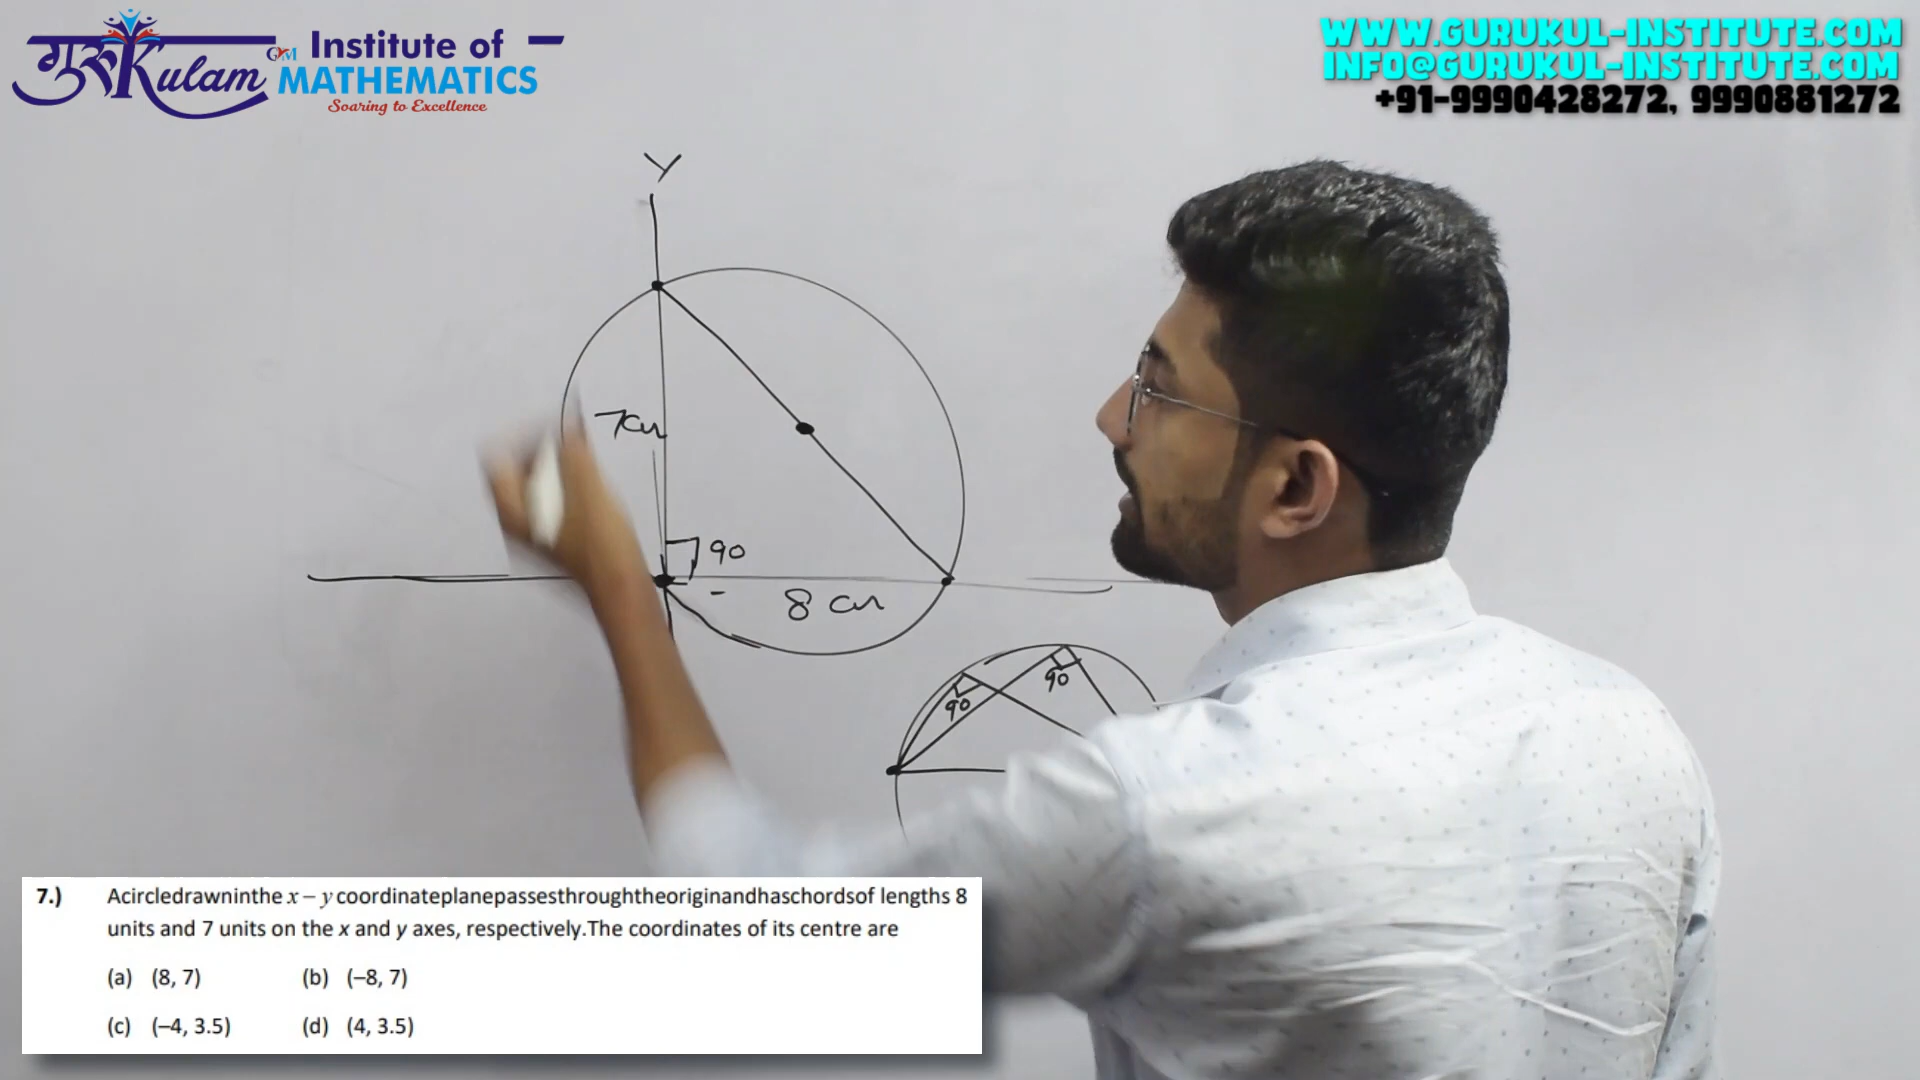 गुरुKulam GM Institute of
MATHEMATICS
Soaring to Excellence
WWW.GURUKUL-INSTITUTE.COM
INFO@GURUKUL-INSTITUTE.COM
+91-9990428272, 9990881272
Y
7cm
90
8 cm
90
90
7.) Acircledrawninthe x – y coordinateplanepassesthroughtheoriginandhaschordsof lengths 8
units and 7 units on the x and y axes, respectively.The coordinates of its centre are
(a) (8, 7) (b) (–8, 7)
(c) (–4, 3.5) (d) (4, 3.5)